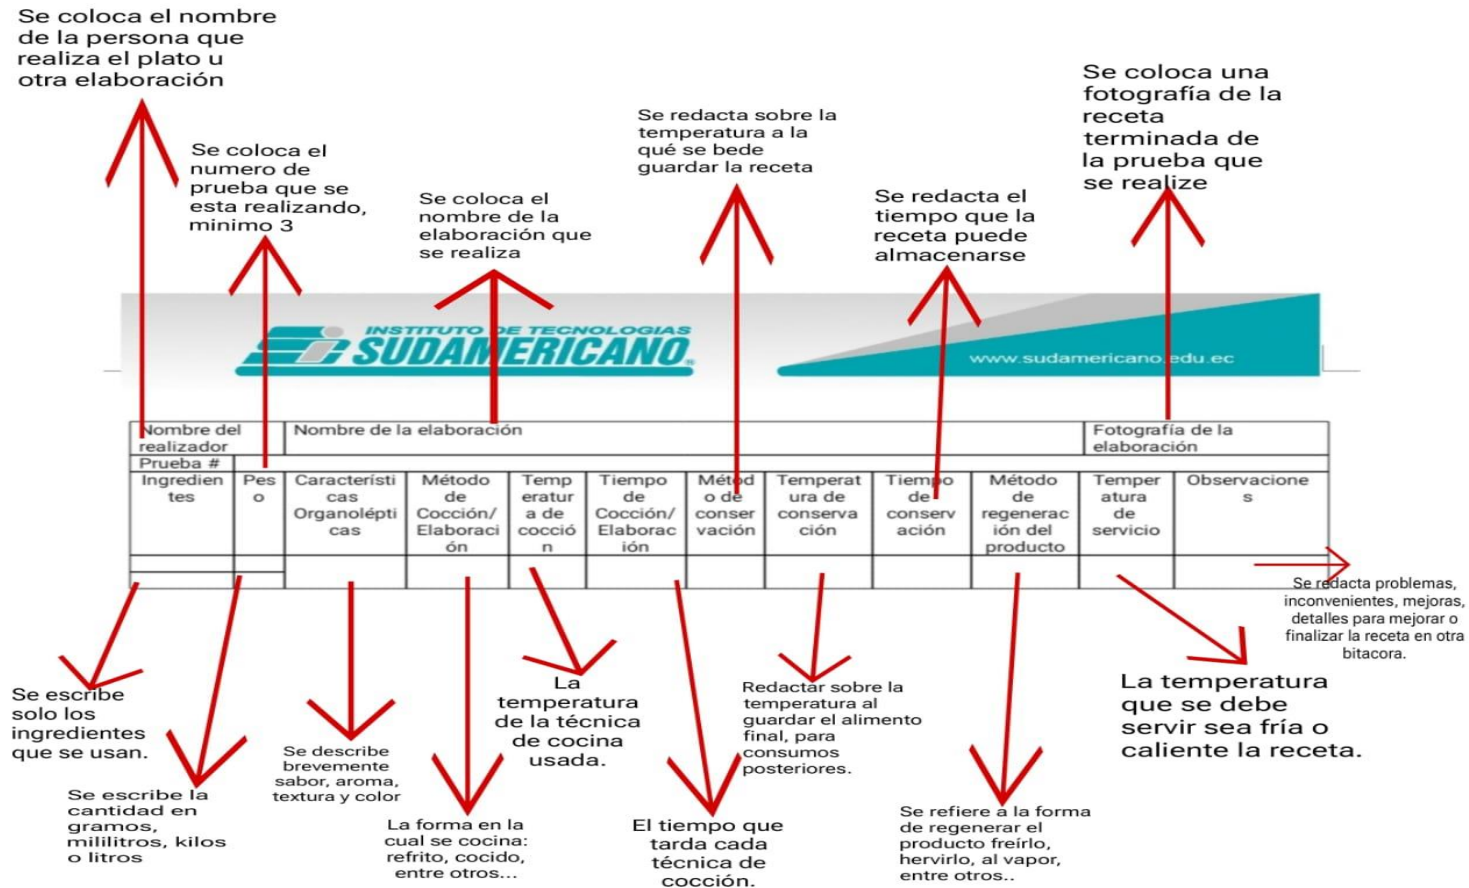 Se coloca el nombre
de la persona que
realiza el plato u
otra elaboración
Se coloca el
numero de
prueba que se
esta realizando,
minimo 3
Se coloca el
nombre de la
elaboración que
se realiza
Se redacta sobre la
temperatura a la
qué se bede
guardar la receta
Se redacta el
tiempo que la
receta puede
almacenarse
Se coloca una
fotografía de la
receta
terminada de
la prueba que
se realize
INSTITUTO DE TECNOLOGIAS
SUDAMERICANO
www.sudamericano.edu.ec
Nombre del
realizador
Nombre de la elaboración
Fotografía de la
elaboración
Prueba #
Ingredien
tes
Pes
o
Característi
cas
Organolépti
cas
Método
de
Cocción/
Elaboraci
ón
Temp
eratur
a de
cocció
n
Tiempo
de
Cocción/
Elaborac
ión
Métod
o de
conser
vación
Temperat
ura de
conserva
ción
Tiempo
de
conserv
ación
Método
de
regenerac
ión del
producto
Temper
atura
de
servicio
Observacione
s
Se escribe
solo los
ingredientes
que se usan.
Se escribe la
cantidad en
gramos,
mililitros, kilos
o litros
Se describe
brevemente
sabor, aroma,
textura y color
La forma en la
cual se cocina:
refrito, cocido,
entre otros...
La
temperatura
de la técnica
de cocina
usada.
El tiempo que
tarda cada
técnica de
cocción.
Redactar sobre la
temperatura al
guardar el alimento
final, para
consumos
posteriores.
Se refiere a la forma
de regenerar el
producto freírlo,
hervirlo, al vapor,
entre otros..
La temperatura
que se debe
servir sea fría o
caliente la receta.
Se redacta problemas,
inconvenientes, mejoras,
detalles para mejorar o
finalizar la receta en otra
bitacora.